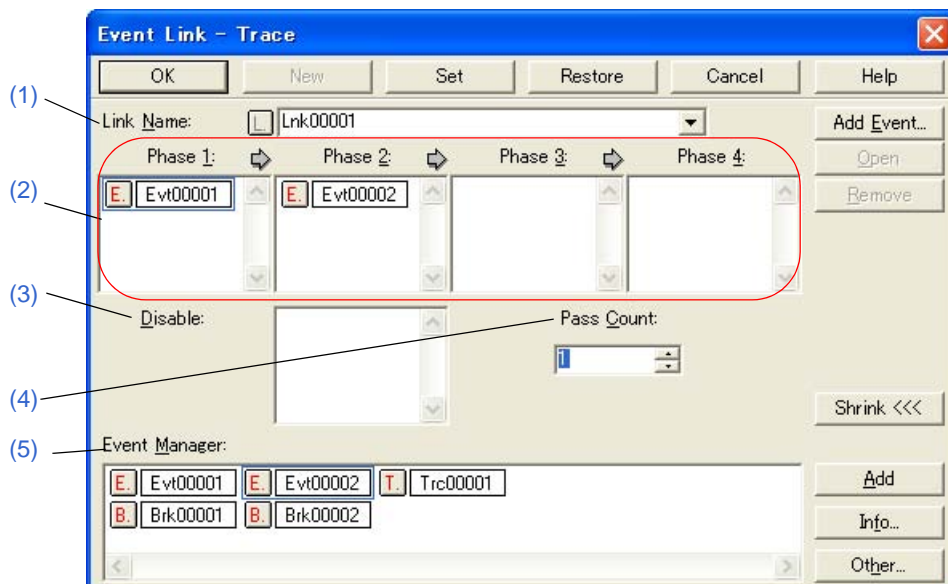 Event Link - Trace
OK New Set Restore Cancel Help
(1)
Link Name: L. Lnk00001 Add Event...
Phase 1: Phase 2: Phase 3: Phase 4: Open
(2)
E. Evt00001 E. Evt00002 Remove
(3)
Disable: Pass Count:
1
(4)
Shrink <<<
(5)
Event Manager:
E. Evt00001 E. Evt00002 T. Trc00001 Add
B. Brk00001 B. Brk00002 Info...
Other...